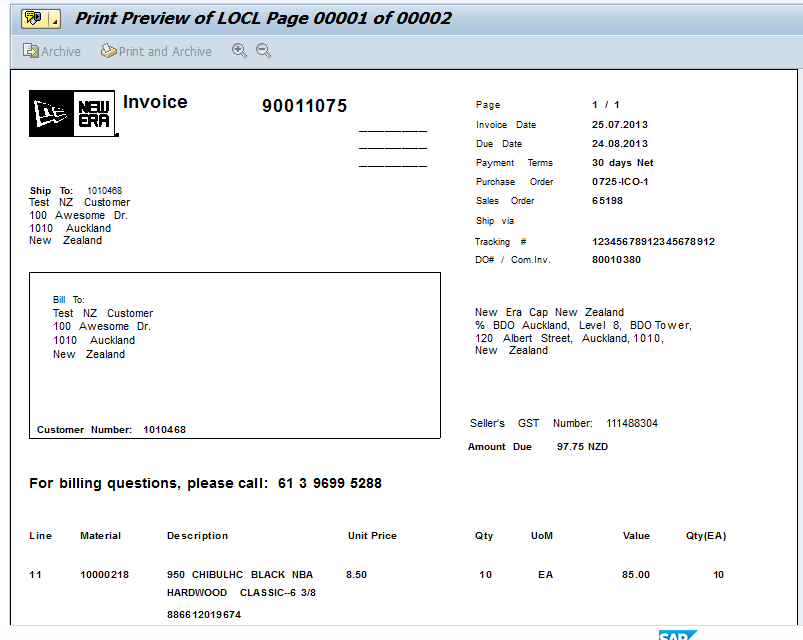 Print Preview of LOCL Page 00001 of 00002
Archive Print and Archive
NEW ERA
Invoice 90011075
Page 1 / 1
Invoice Date 25.07.2013
Due Date 24.08.2013
Payment Terms 30 days Net
Purchase Order 0725-ICO-1
Sales Order 65198
Ship via
Tracking # 12345678912345678912
DO# / Com.Inv. 80010380
Ship To: 1010468
Test NZ Customer
100 Awesome Dr.
1010 Auckland
New Zealand
Bill To:
Test NZ Customer
100 Awesome Dr.
1010 Auckland
New Zealand
Customer Number: 1010468
New Era Cap New Zealand
% BDO Auckland, Level 8, BDO Tower,
120 Albert Street, Auckland, 1010,
New Zealand
Seller's GST Number: 111488304
Amount Due 97.75 NZD
For billing questions, please call: 61 3 9699 5288
Line Material Description Unit Price Qty UoM Value Qty(EA)
11 10000218 950 CHIBULHC BLACK NBA 8.50 10 EA 85.00 10
HARDWOOD CLASSIC--6 3/8
886612019674
SAP